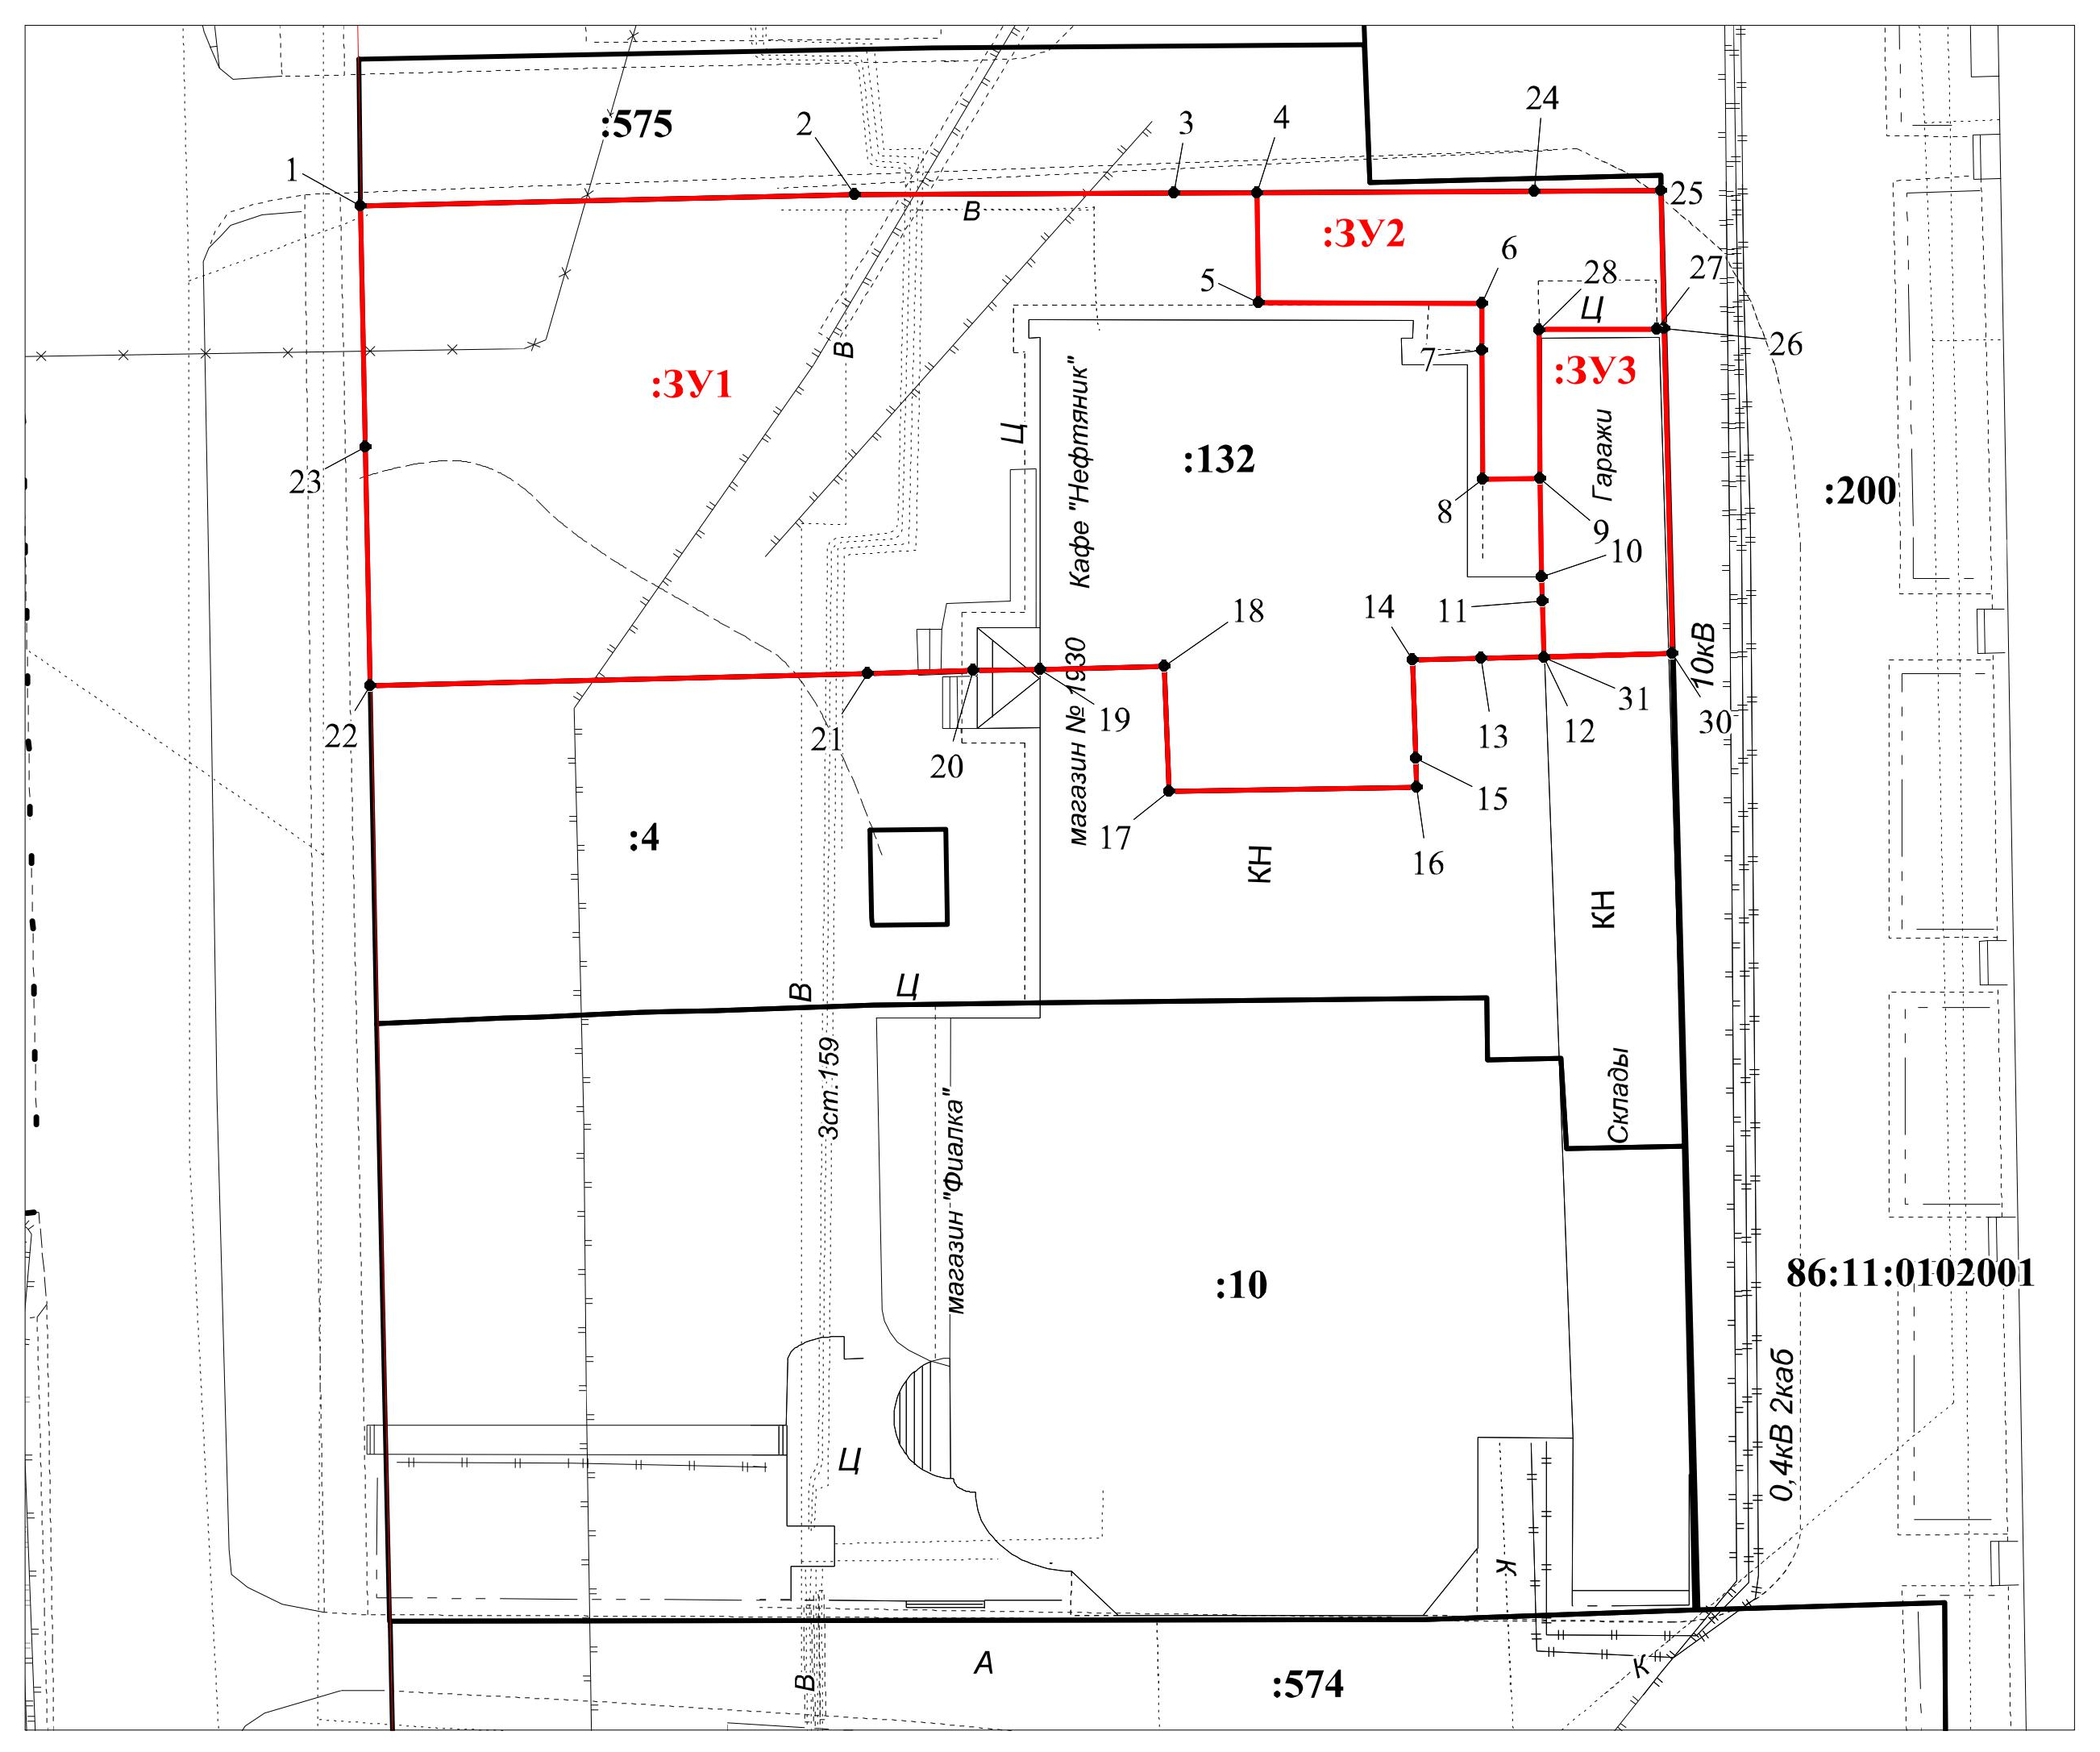 :575
2
3
4
24
1
25
В
:ЗУ2
6
28
27
5
Ц
26
7
В
:ЗУ1
:ЗУ3
23
Ц
Кафе "Нефтяник"
:132
Гаражи
:200
8
9
10
14
11
18
22
21
20
19
магазин № 1930
13
12
31
30
10кВ
15
17
16
:4
КН
КН
В
Ц
3ст.159
магазин "Фиалка"
Склады
:10
86:11:0102001
0,4кВ 2каб
Ц
К
В
А
:574
К